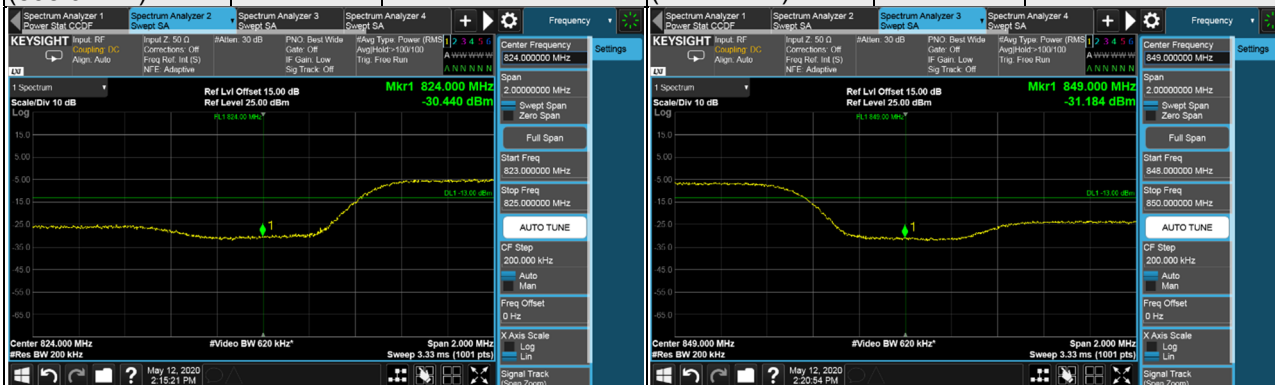 Spectrum Analyzer 1
Power Stat CCDF
Spectrum Analyzer 2
Swept SA
Spectrum Analyzer 3
Swept SA
Spectrum Analyzer 4
Swept SA
Frequency
KEYSIGHT
Input: RF
Coupling: DC
Align: Auto
Input Z: 50 Ω
Corrections: Off
Freq Ref: Int (S)
NFE: Adaptive
#Atten: 30 dB
PNO: Best Wide
Gate: Off
IF Gain: Low
Sig Track: Off
#Avg Type: Power (RMS
Avg|Hold:>100/100
Trig: Free Run
1 2 3 4 5 6
A W W W W W
A N N N N N
LXI
1 Spectrum
Scale/Div 10 dB
Log
Ref Lvl Offset 15.00 dB
Ref Level 25.00 dBm
Mkr1 824.000 MHz
-30.440 dBm
RL1 824.00 MHz
15.0
5.00
-5.00
-15.0
-25.0
-35.0
-45.0
-55.0
-65.0
DL1 -13.00 dBm
1
Center 824.000 MHz
#Res BW 200 kHz
#Video BW 620 kHz*
Span 2.000 MHz
Sweep 3.33 ms (1001 pts)
Center Frequency
824.000000 MHz
Settings
Span
2.00000000 MHz
Swept Span
Zero Span
Full Span
Start Freq
823.000000 MHz
Stop Freq
825.000000 MHz
AUTO TUNE
CF Step
200.000 kHz
Auto
Man
Freq Offset
0 Hz
X Axis Scale
Log
Lin
Signal Track
(Span Zoom)
?
May 12, 2020
2:15:21 PM
Spectrum Analyzer 1
Power Stat CCDF
Spectrum Analyzer 2
Swept SA
Spectrum Analyzer 3
Swept SA
Spectrum Analyzer 4
Swept SA
Frequency
KEYSIGHT
Input: RF
Coupling: DC
Align: Auto
Input Z: 50 Ω
Corrections: Off
Freq Ref: Int (S)
NFE: Adaptive
#Atten: 30 dB
PNO: Best Wide
Gate: Off
IF Gain: Low
Sig Track: Off
#Avg Type: Power (RMS
Avg|Hold:>100/100
Trig: Free Run
1 2 3 4 5 6
A W W W W W
A N N N N N
LXI
1 Spectrum
Scale/Div 10 dB
Log
Ref Lvl Offset 15.00 dB
Ref Level 25.00 dBm
Mkr1 849.000 MHz
-31.184 dBm
RL1 849.00 MHz
15.0
5.00
-5.00
-15.0
-25.0
-35.0
-45.0
-55.0
-65.0
DL1 -13.00 dBm
1
Center 849.000 MHz
#Res BW 200 kHz
#Video BW 620 kHz*
Span 2.000 MHz
Sweep 3.33 ms (1001 pts)
Center Frequency
849.000000 MHz
Settings
Span
2.00000000 MHz
Swept Span
Zero Span
Full Span
Start Freq
848.000000 MHz
Stop Freq
850.000000 MHz
AUTO TUNE
CF Step
200.000 kHz
Auto
Man
Freq Offset
0 Hz
X Axis Scale
Log
Lin
Signal Track
(Span Zoom)
?
May 12, 2020
2:20:54 PM